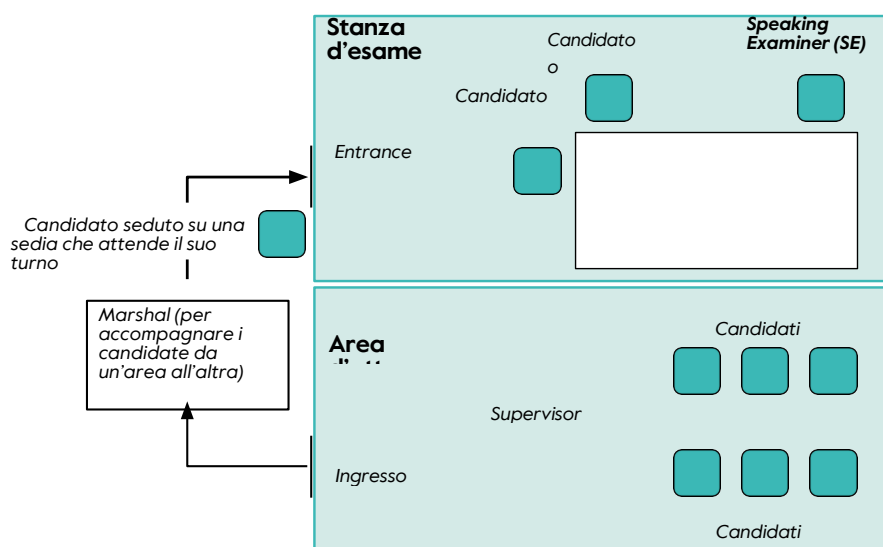 Stanza
d'esame
Candidato
o
Candidato
Speaking
Examiner (SE)
Entrance
Candidato seduto su una
sedia che attende il suo
turno
Marshal (per
accompagnare i
candidate da
un'area all'altra)
Area
Candidati
Supervisor
Ingresso
Candidati